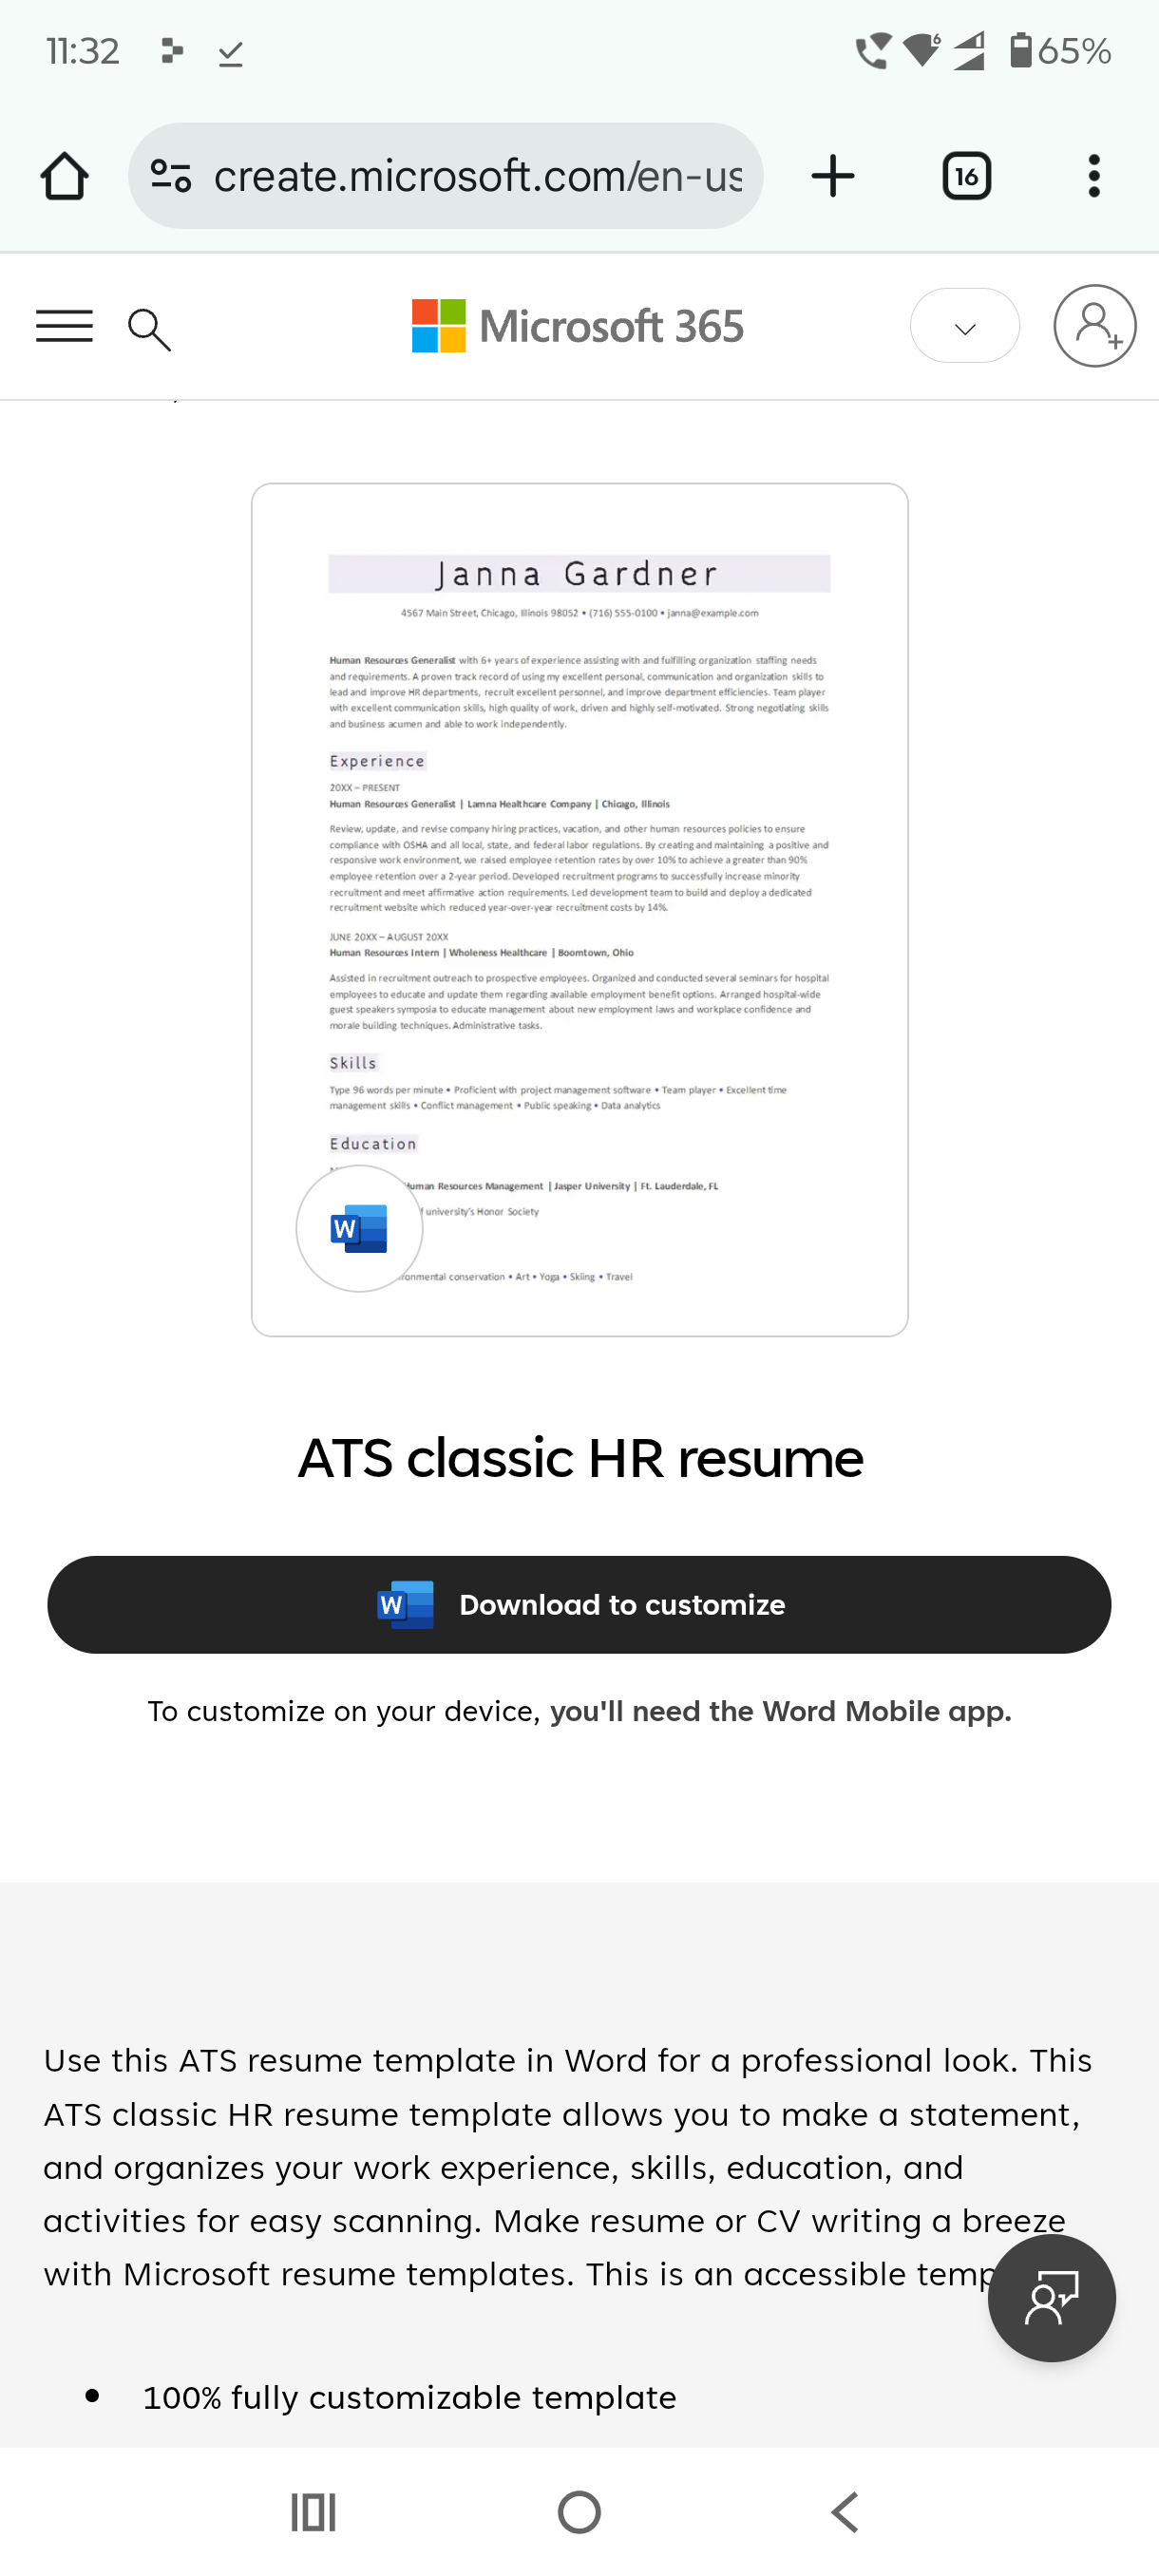 11:32
6
65%
create.microsoft.com/en-us
16
Microsoft 365
Janna Gardner
4567 Main Street, Chicago, Illinois 98052 • (716) 555-0100 • janna@example.com
Human Resources Generalist with 6+ years of experience assisting with and fulfilling organization staffing needs
and requirements. A proven track record of using my excellent personal, communication and organization skills to
lead and improve HR departments, recruit excellent personnel, and improve department efficiencies. Team player
with excellent communication skills, high quality of work, driven and highly self-motivated. Strong negotiating skills
and business acumen and able to work independently.
Experience
20XX – PRESENT
Human Resources Generalist | Lamna Healthcare Company | Chicago, Illinois
Review, update, and revise company hiring practices, vacation, and other human resources policies to ensure
compliance with OSHA and all local, state, and federal labor regulations. By creating and maintaining a positive and
responsive work environment, we raised employee retention rates by over 10% to achieve a greater than 90%
employee retention over a 2-year period. Developed recruitment programs to successfully increase minority
recruitment and meet affirmative action requirements. Led development team to build and deploy a dedicated
recruitment website which reduced year-over-year recruitment costs by 14%.
JUNE 20XX – AUGUST 20XX
Human Resources Intern | Wholeness Healthcare | Boomtown, Ohio
Assisted in recruitment outreach to prospective employees. Organized and conducted several seminars for hospital
employees to educate and update them regarding available employment benefit options. Arranged hospital-wide
guest speakers symposia to educate management about new employment laws and workplace confidence and
morale building techniques. Administrative tasks.
Skills
Type 96 words per minute • Proficient with project management software • Team player • Excellent time
management skills • Conflict management • Public speaking • Data analytics
Education
Human Resources Management | Jasper University | Ft. Lauderdale, FL
university's Honor Society
W
conmental conservation • Art • Yoga • Skiing • Travel
ATS classic HR resume
W Download to customize
To customize on your device, you'll need the Word Mobile app.
Use this ATS resume template in Word for a professional look. This
ATS classic HR resume template allows you to make a statement,
and organizes your work experience, skills, education, and
activities for easy scanning. Make resume or CV writing a breeze
with Microsoft resume templates. This is an accessible temp
• 100% fully customizable template